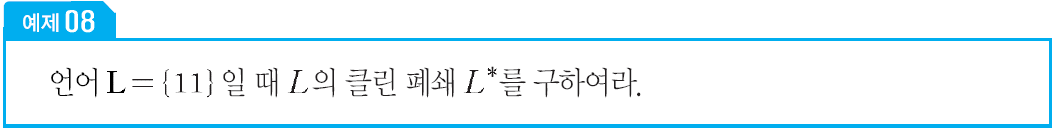 예제 08
언어 L = {11} 일 때 L의 클린 폐쇄 L*를 구하여라.